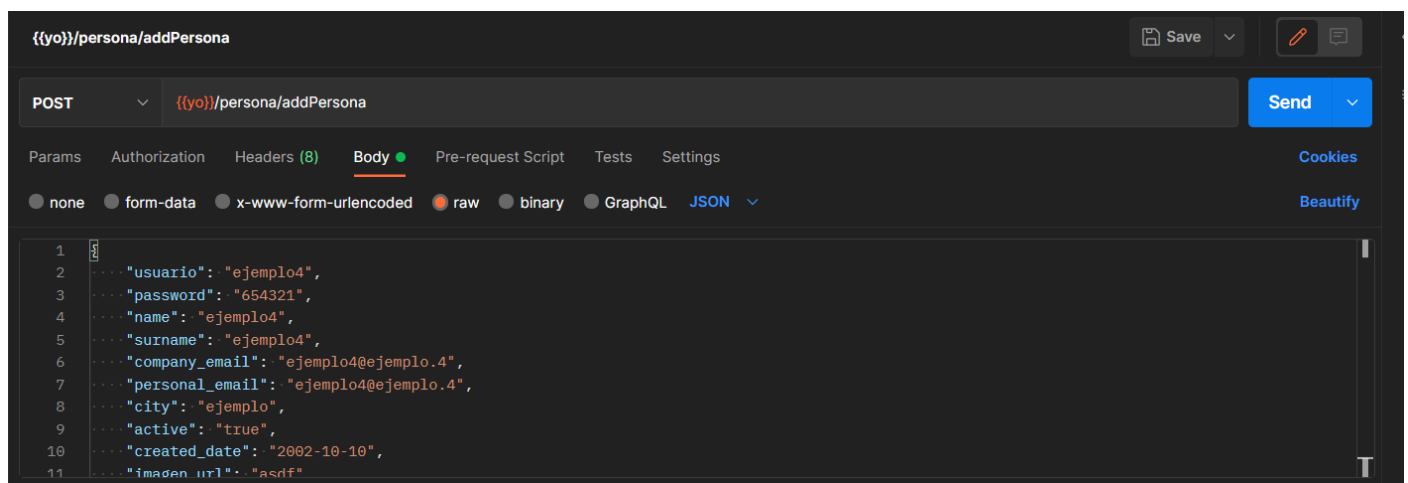 {{yo}}/persona/addPersona
Save
POST
{{yo}}/persona/addPersona
Send
Params Authorization Headers (8) Body Pre-request Script Tests Settings Cookies
none form-data x-www-form-urlencoded raw binary GraphQL JSON Beautify
1 {
2 "usuario": "ejemplo4",
3 "password": "654321",
4 "name": "ejemplo4",
5 "surname": "ejemplo4",
6 "company_email": "ejemplo4@ejemplo.4",
7 "personal_email": "ejemplo4@ejemplo.4",
8 "city": "ejemplo",
9 "active": "true",
10 "created_date": "2002-10-10",
11 "imagen_url": "asdf"